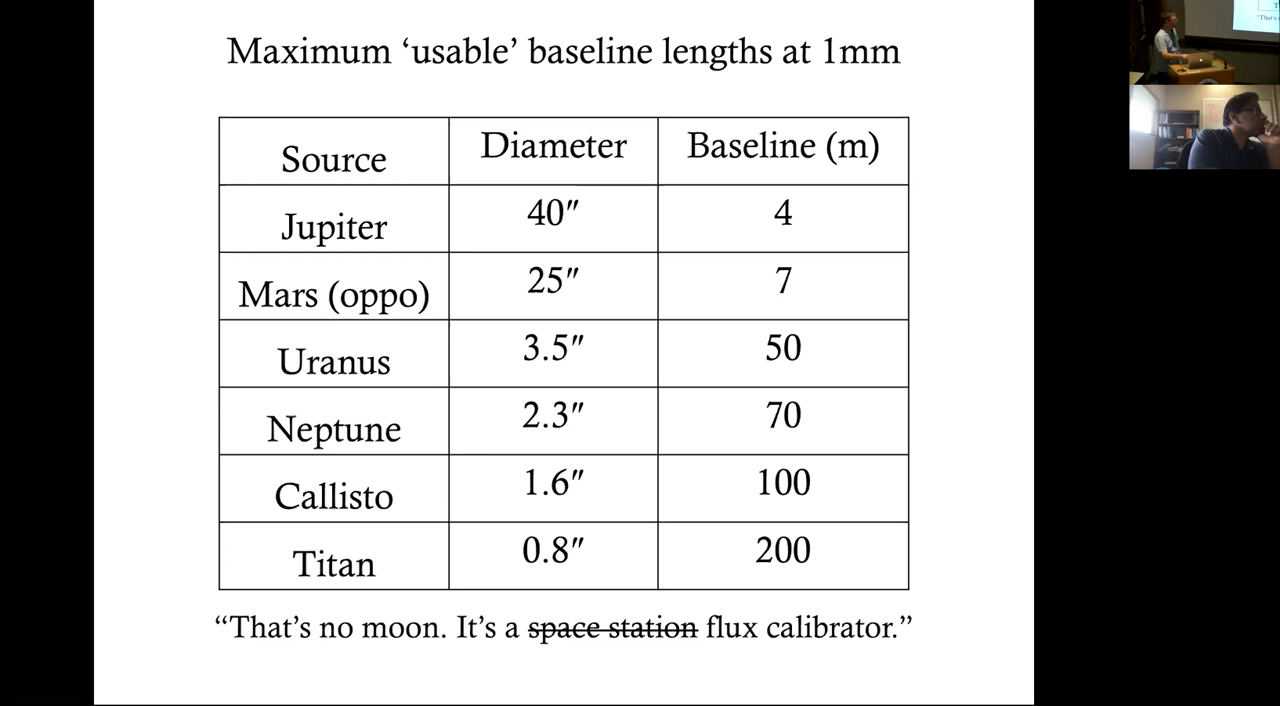 Maximum ‘usable’ baseline lengths at 1mm
Source Diameter Baseline (m)
Jupiter 40″ 4
Mars (oppo) 25″ 7
Uranus 3.5″ 50
Neptune 2.3″ 70
Callisto 1.6″ 100
Titan 0.8″ 200
“That’s no moon. It’s a space station flux calibrator.”